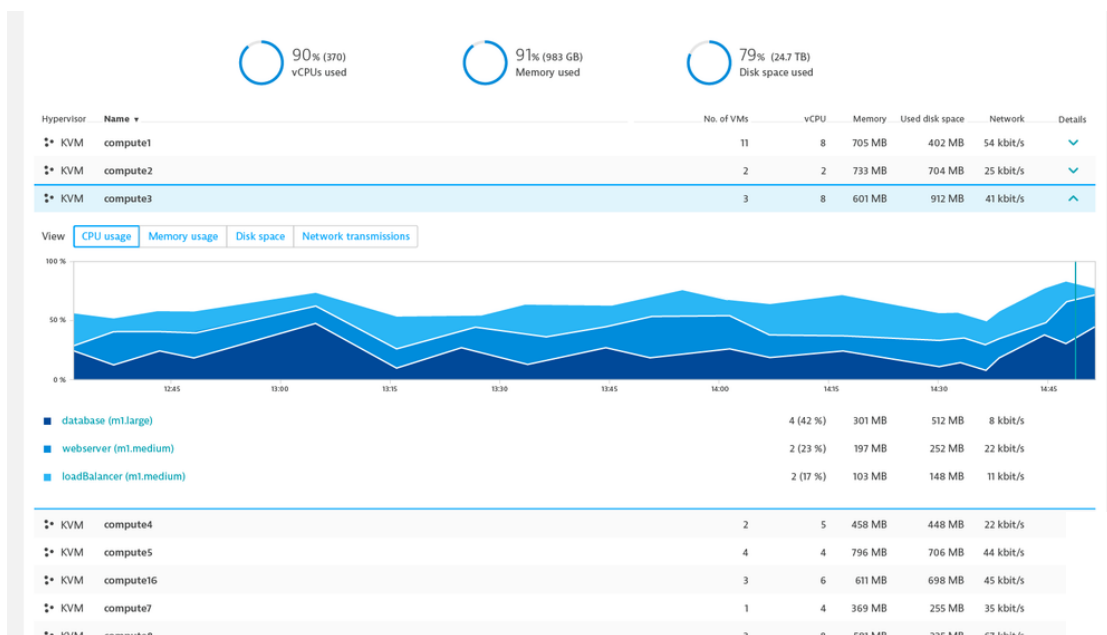 90% (370)
vCPUs used
91% (983 GB)
Memory used
79% (24.7 TB)
Disk space used
Hypervisor Name ▾ No. of VMs vCPU Memory Used disk space Network Details
KVM compute1 11 8 705 MB 402 MB 54 kbit/s
KVM compute2 2 2 733 MB 704 MB 25 kbit/s
KVM compute3 3 8 601 MB 912 MB 41 kbit/s
View CPU usage Memory usage Disk space Network transmissions
100 %
50 %
0 %
12:45 13:00 13:15 13:30 13:45 14:00 14:15 14:30 14:45
database (m1.large) 4 (42 %) 301 MB 512 MB 8 kbit/s
webserver (m1.medium) 2 (23 %) 197 MB 252 MB 22 kbit/s
loadBalancer (m1.medium) 2 (17 %) 103 MB 148 MB 11 kbit/s
KVM compute4 2 5 458 MB 448 MB 22 kbit/s
KVM compute5 4 4 796 MB 706 MB 44 kbit/s
KVM compute16 3 6 611 MB 698 MB 45 kbit/s
KVM compute7 1 4 369 MB 255 MB 35 kbit/s
KVM